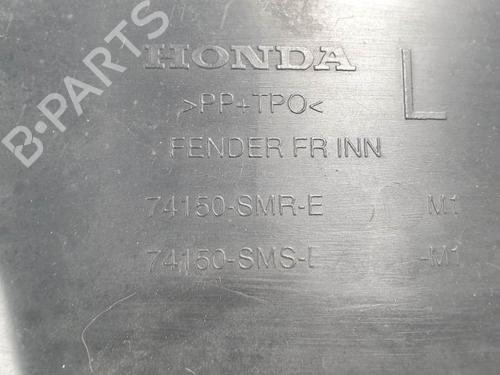 HONDA
L
>PP+TPO<
FENDER FR INN
74150-SMR-E M1
74150-SMS- -M1
B-PARTS